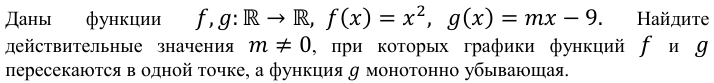 Даны функции f, g: ℝ → ℝ, f(x) = x², g(x) = mx − 9. Найдите
действительные значения m ≠ 0, при которых графики функций f и g
пересекаются в одной точке, а функция g монотонно убывающая.